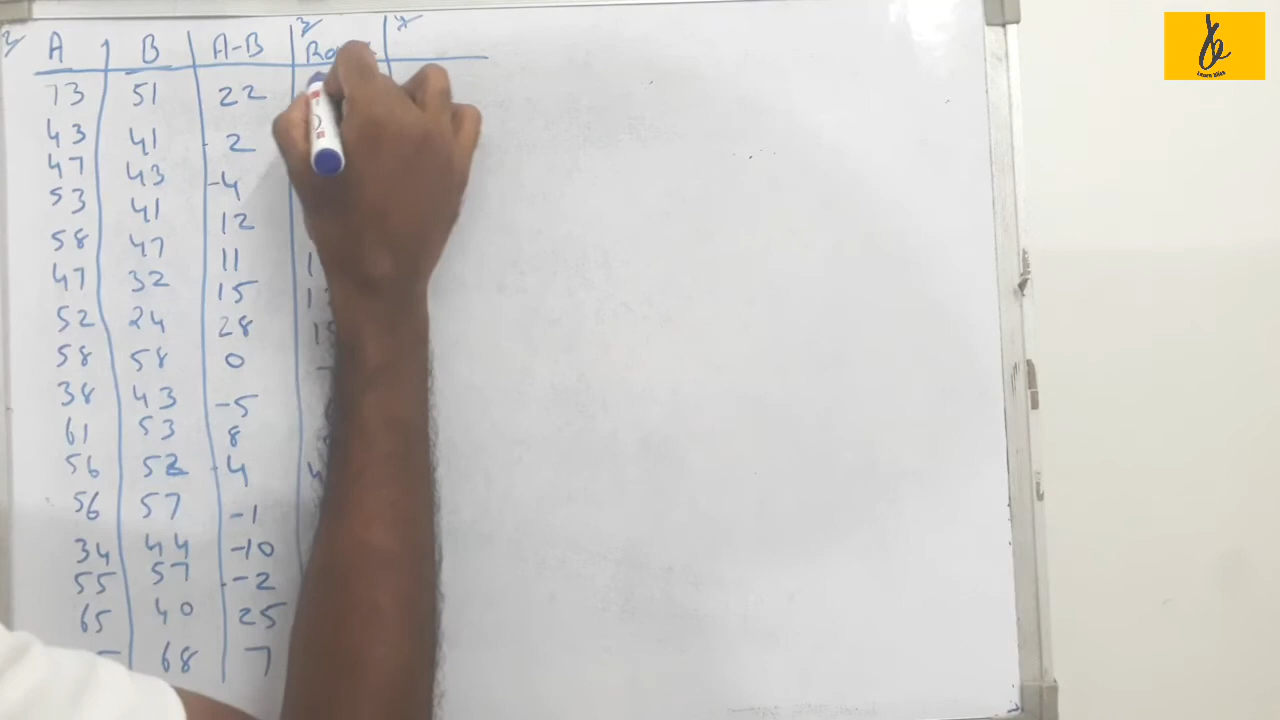 A B A-B
73 51 22
43 41 2
47 43 -4
53 41 12
58 47 11
47 32 15
52 24 28
58 58 0
38 43 -5
61 53 8
56 52 4
56 57 -1
34 44 -10
55 57 -2
65 40 25
68 7
Learn bliss